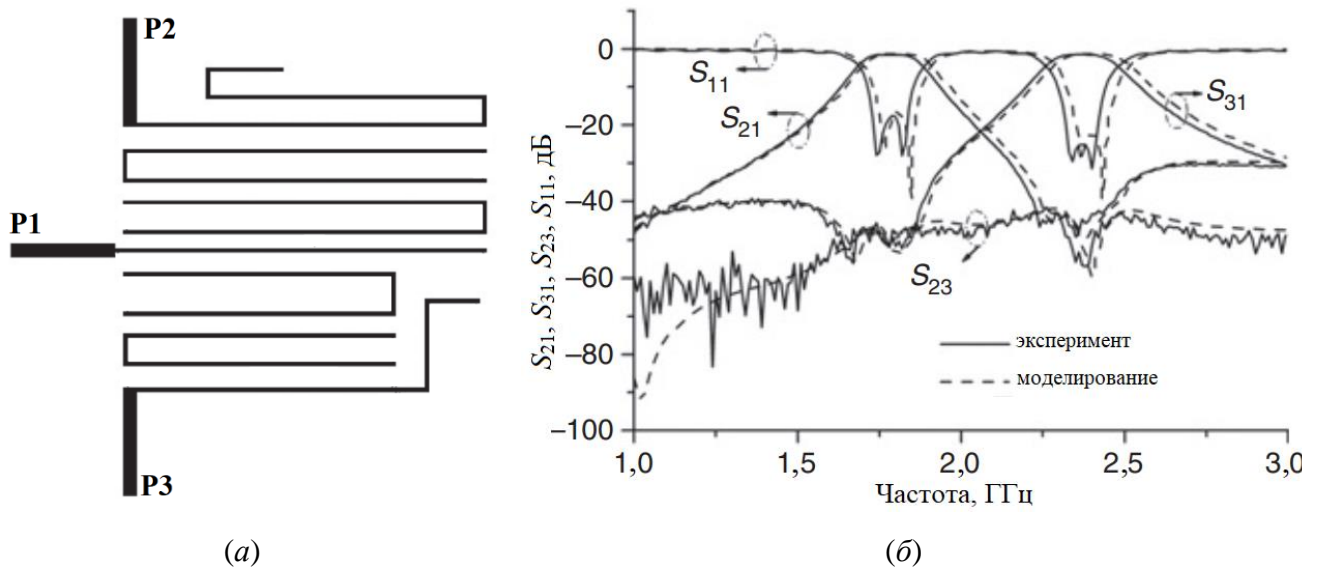 P2
P1
P3
(а)
S21, S31, S23, S11, дБ
0
–20
–40
–60
–80
–100
S11
S21
S31
S23
эксперимент
моделирование
1,0
1,5
2,0
2,5
3,0
Частота, ГГц
(б)